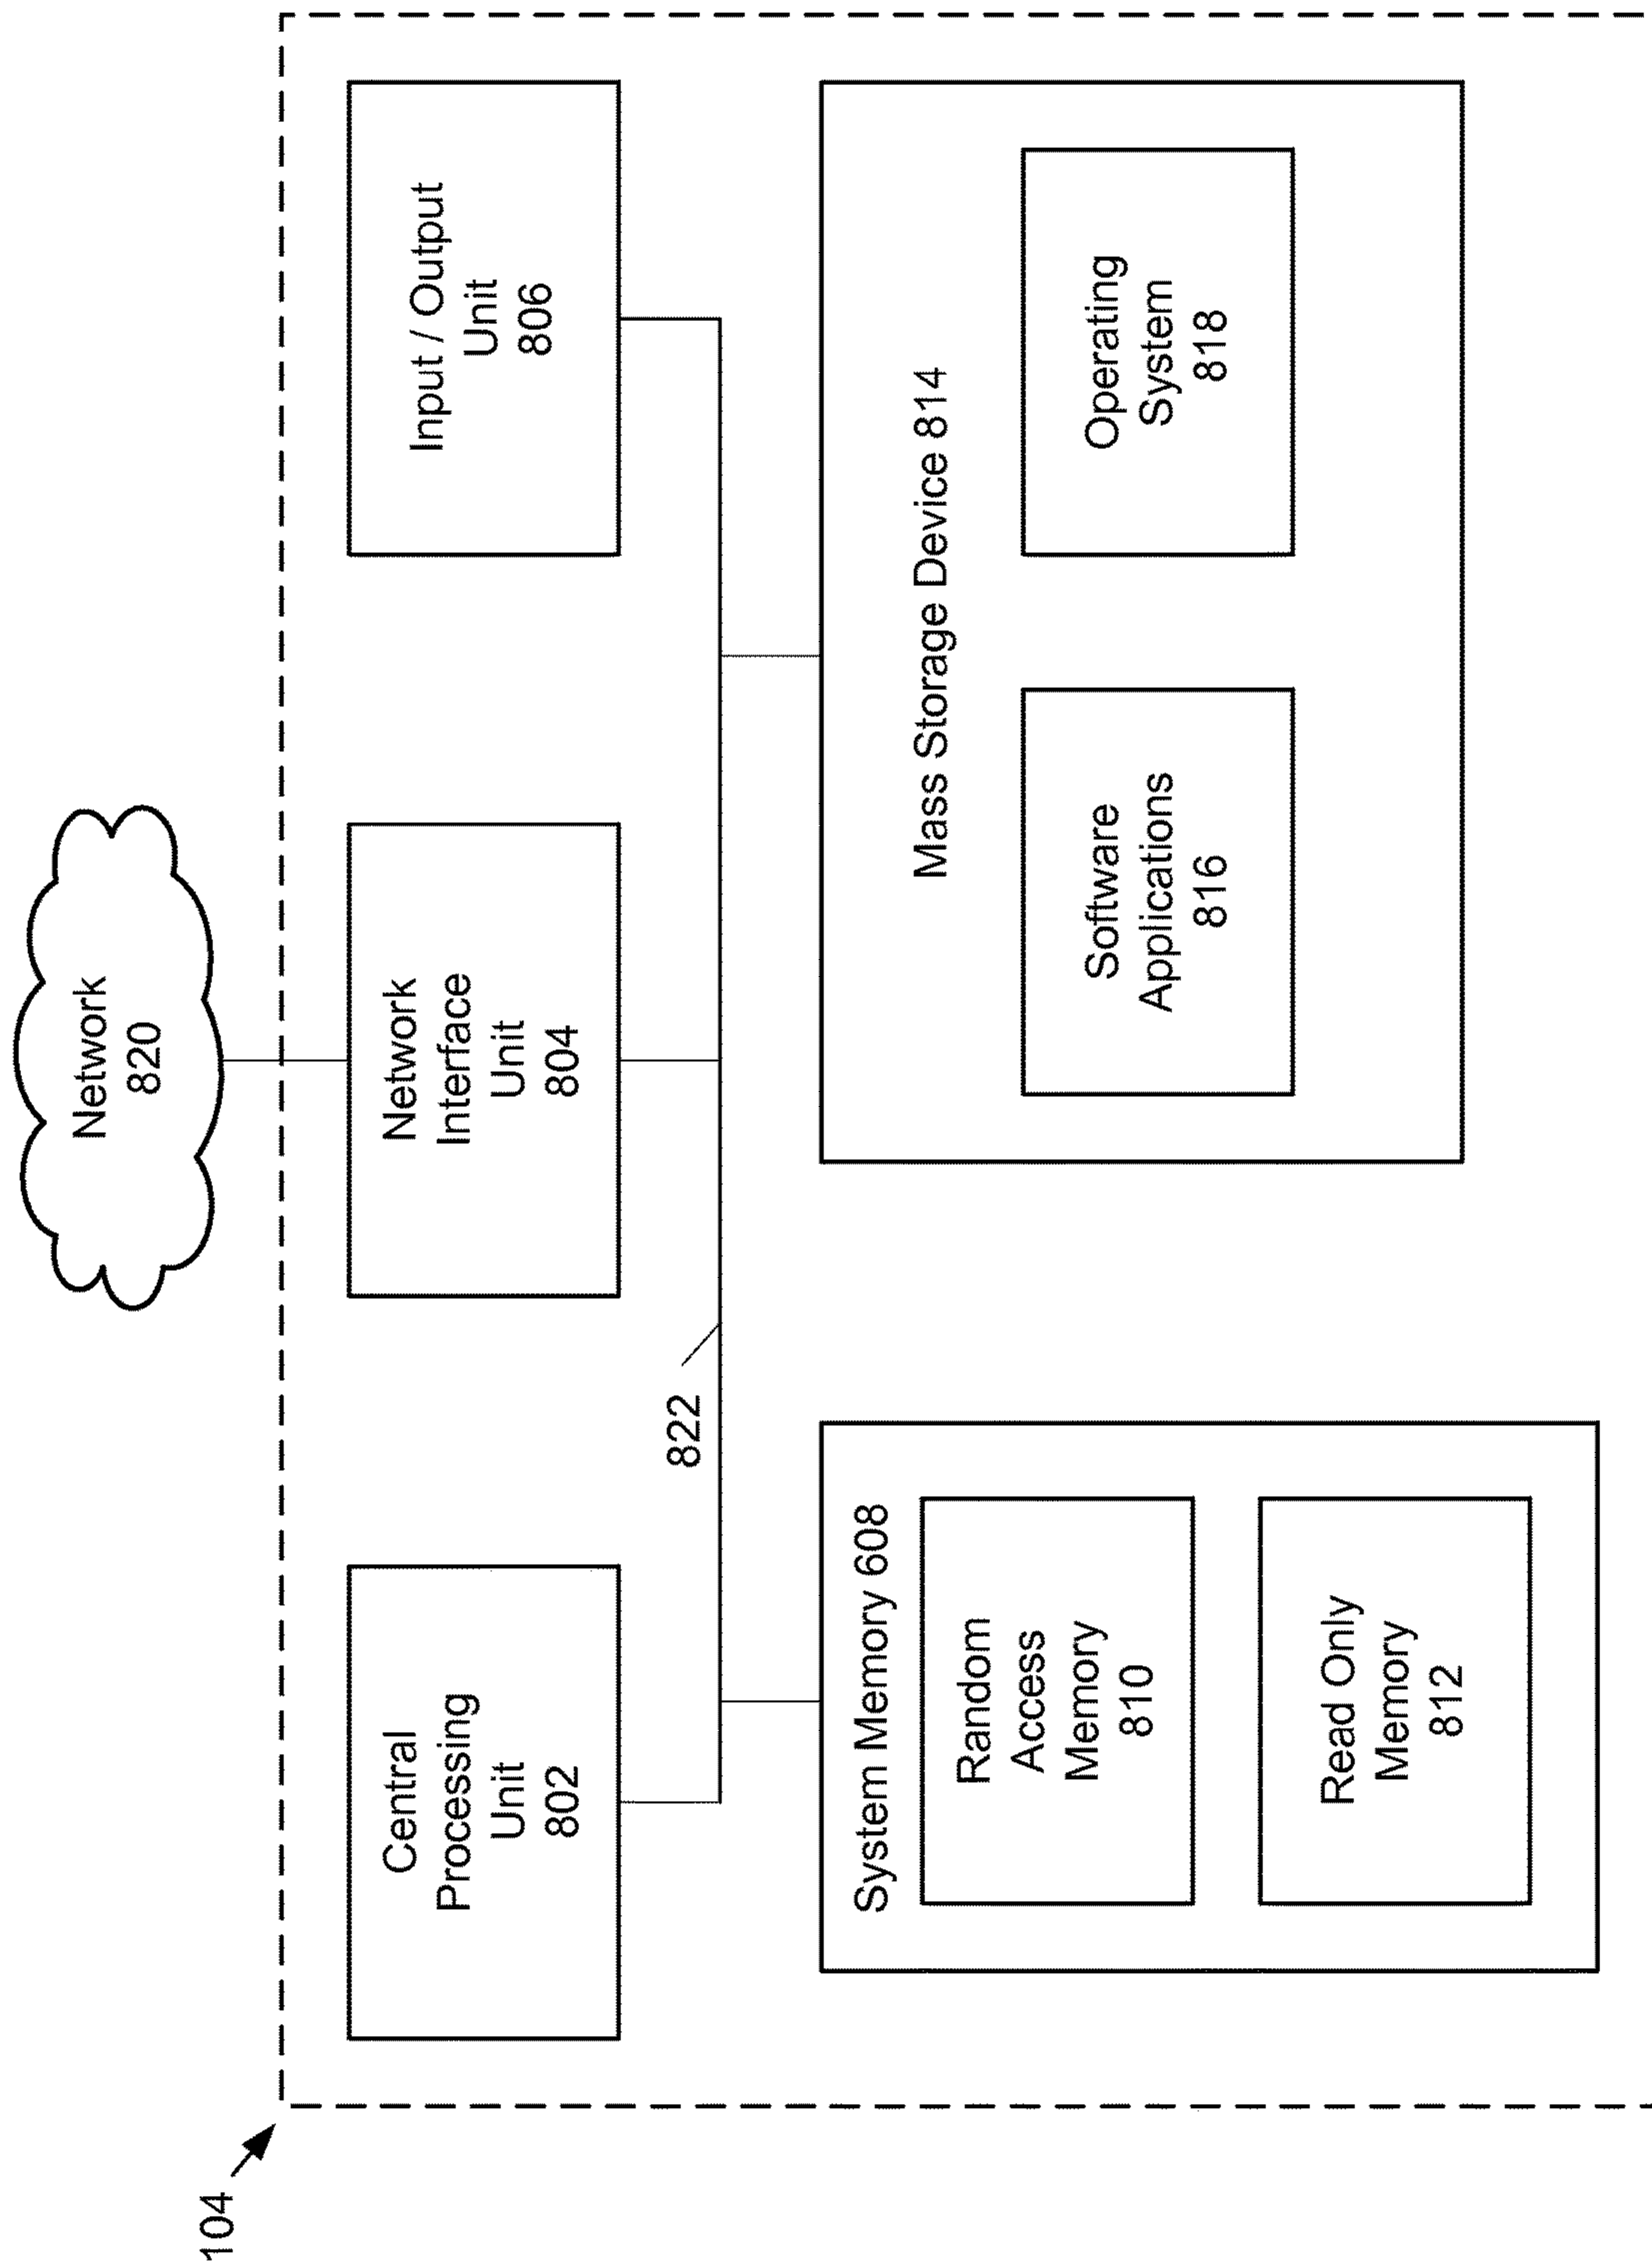 104
Network
820
Central
Processing
Unit
802
Network
Interface
Unit
804
Input / Output
Unit
806
822
System Memory 608
Random
Access
Memory
810
Read Only
Memory
812
Mass Storage Device 814
Software
Applications
816
Operating
System
818